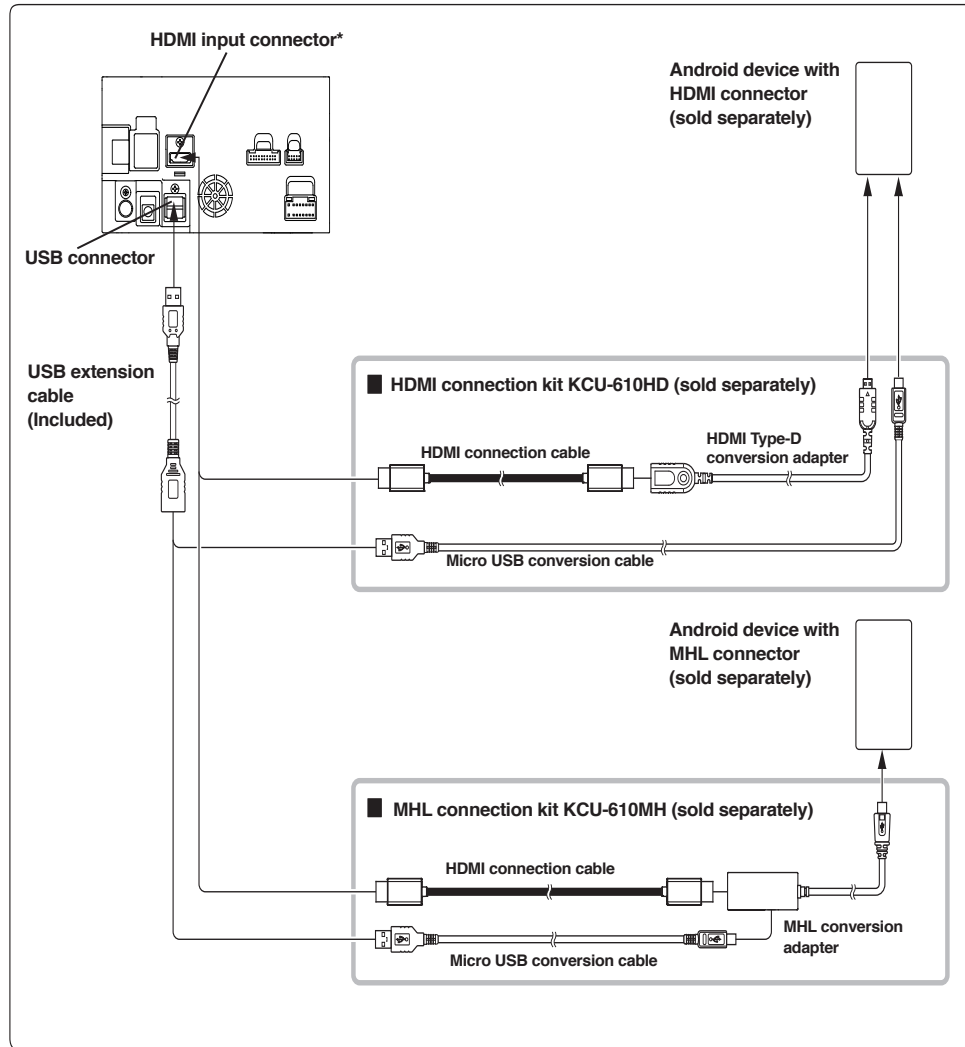 HDMI input connector*
Android device with
HDMI connector
(sold separately)
USB connector
USB extension
cable
(Included)
HDMI connection kit KCU-610HD (sold separately)
HDMI connection cable
HDMI Type-D
conversion adapter
Micro USB conversion cable
Android device with
MHL connector
(sold separately)
MHL connection kit KCU-610MH (sold separately)
HDMI connection cable
MHL conversion
adapter
Micro USB conversion cable